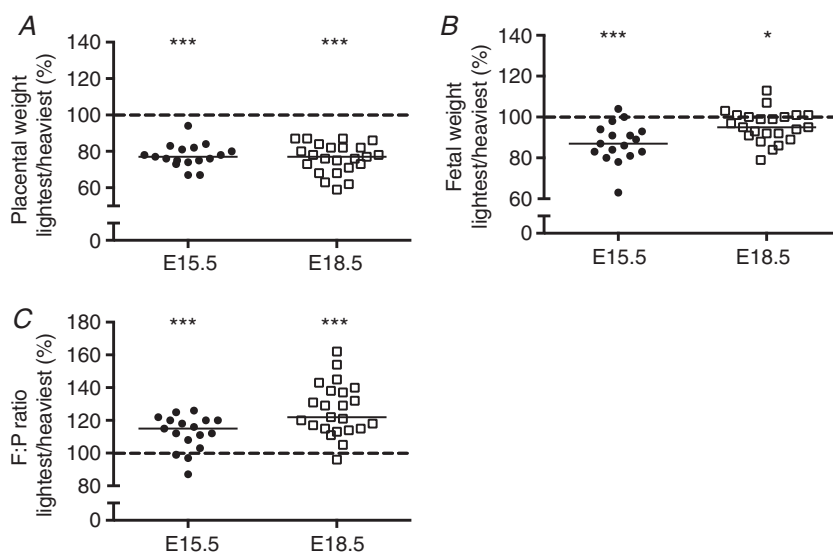 A
Placental weight
lightest/heaviest (%)
140
120
100
80
60
0
***
***
E15.5
E18.5
B
Fetal weight
lightest/heaviest (%)
140
120
100
80
60
0
***
*
E15.5
E18.5
C
F:P ratio
lightest/heaviest (%)
180
160
140
120
100
80
0
***
***
E15.5
E18.5